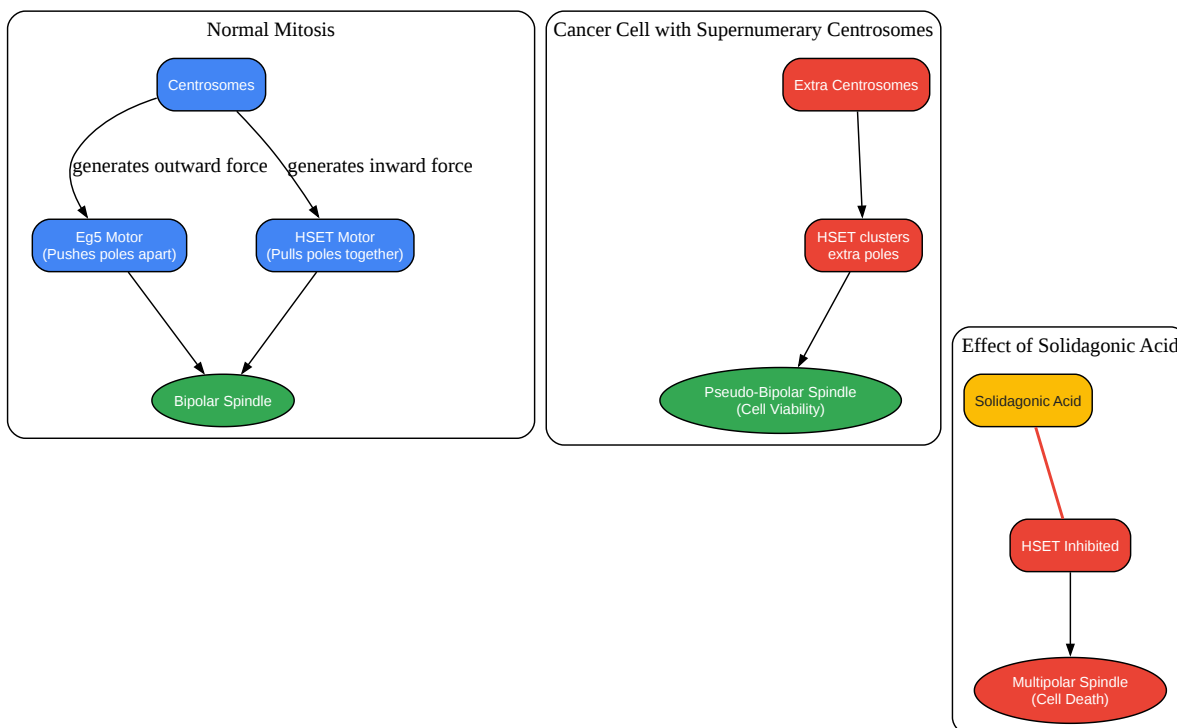 Normal Mitosis
Centrosomes
generates outward force
generates inward force
Eg5 Motor
(Pushes poles apart)
HSET Motor
(Pulls poles together)
Bipolar Spindle
Cancer Cell with Supernumerary Centrosomes
Extra Centrosomes
HSET clusters
extra poles
Pseudo-Bipolar Spindle
(Cell Viability)
Effect of Solidagonic Acid
Solidagonic Acid
HSET Inhibited
Multipolar Spindle
(Cell Death)